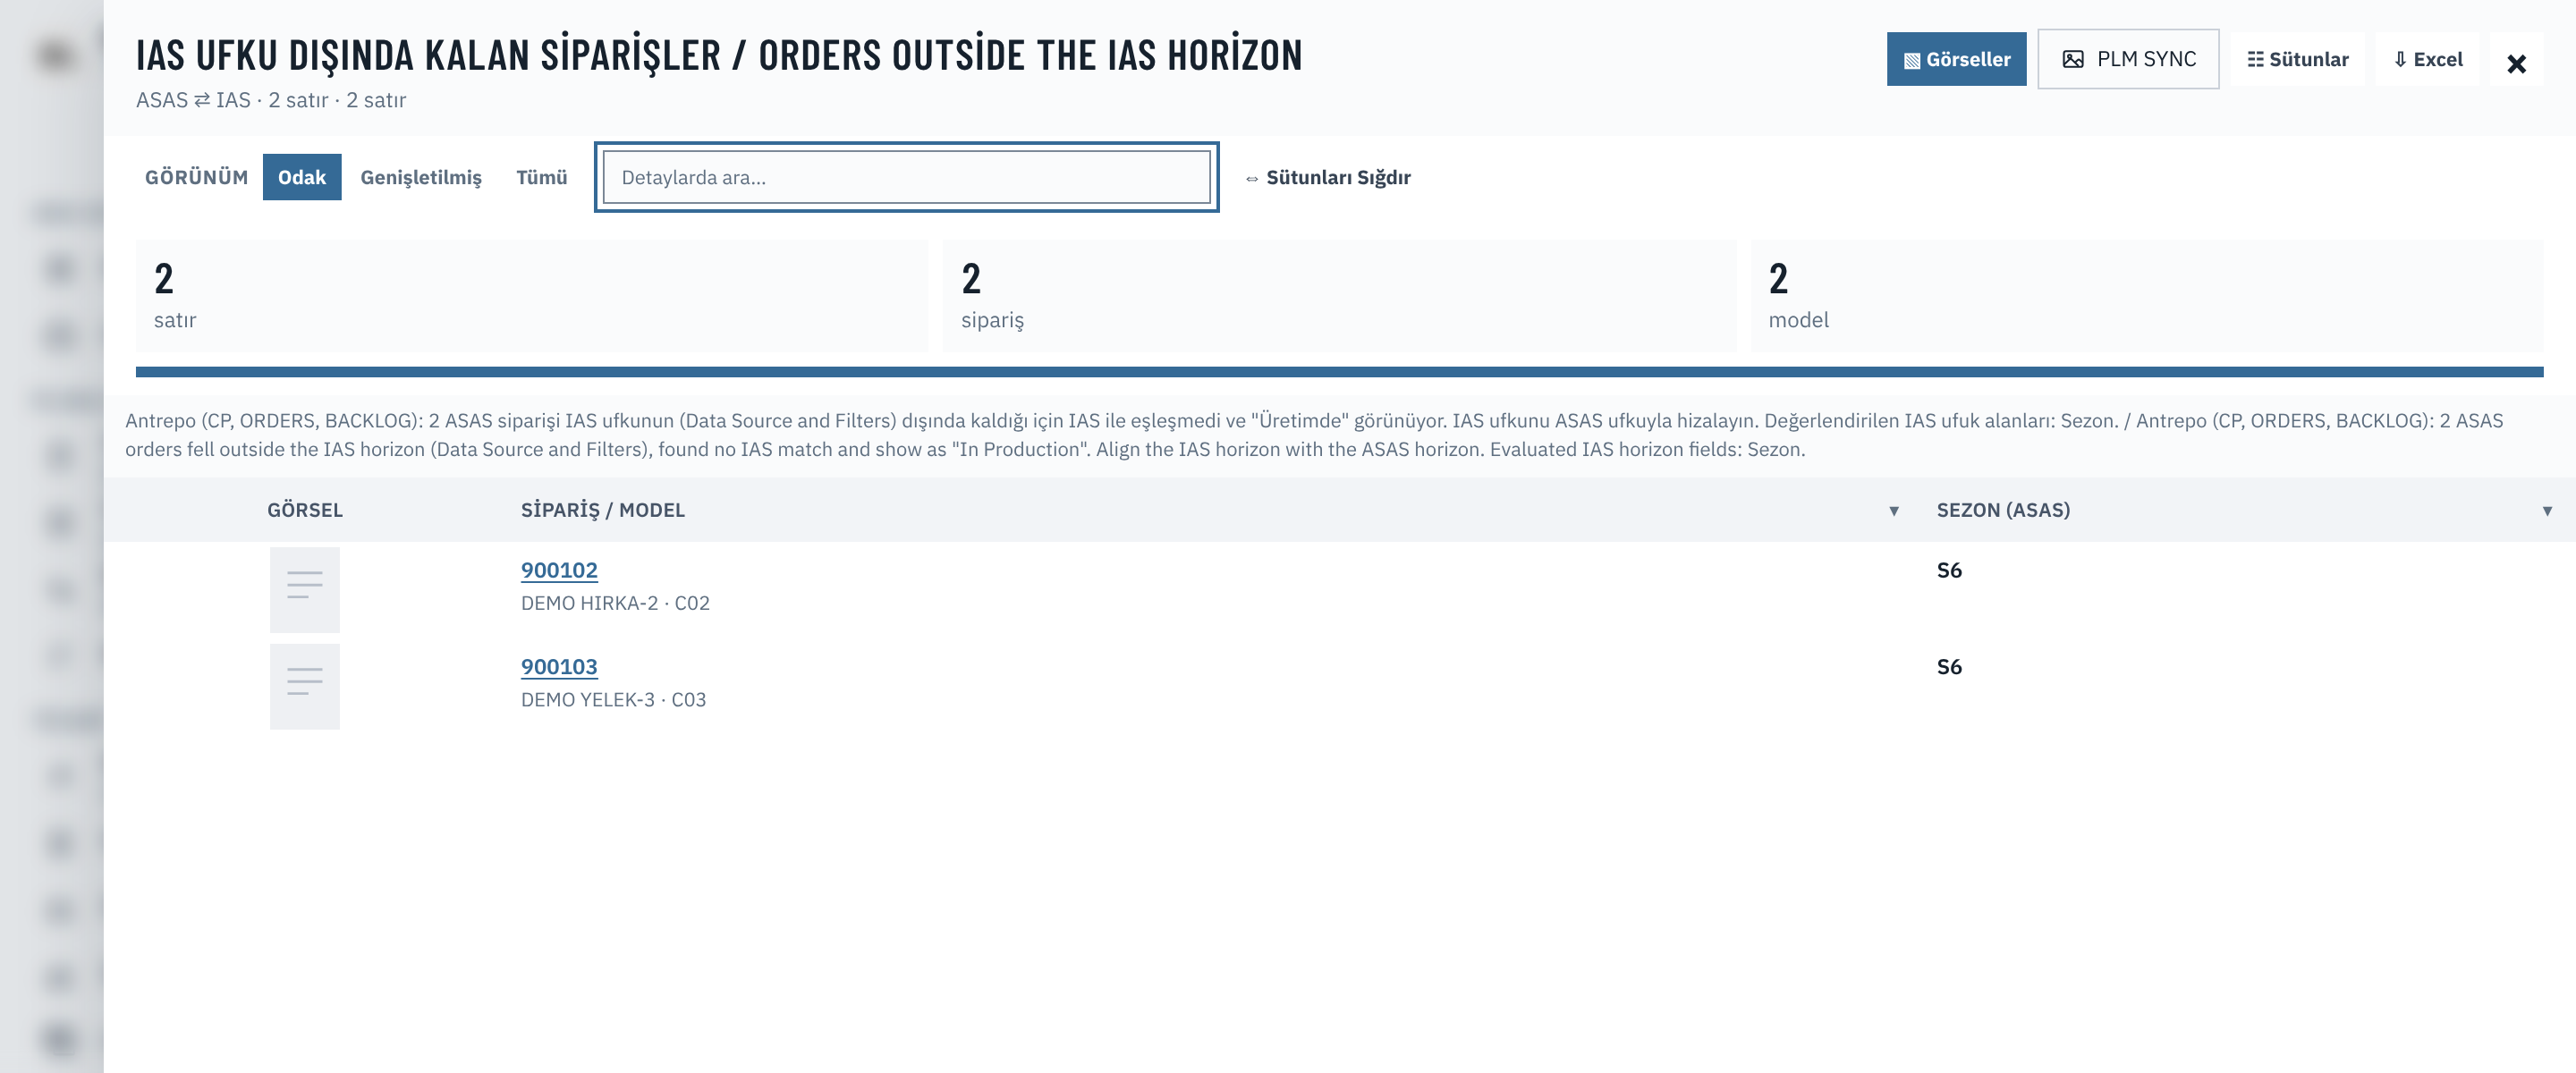 IAS UFKU DIŞINDA KALAN SİPARİŞLER / ORDERS OUTSIDE THE IAS HORİZON
ASAS ⇄ IAS · 2 satır · 2 satır
▧ Görseller
PLM SYNC
☷ Sütunlar
⇩ Excel
×
GÖRÜNÜM
Odak
Genişletilmiş
Tümü
Detaylarda ara...
⇔ Sütunları Sığdır
2
satır
2
sipariş
2
model
Antrepo (CP, ORDERS, BACKLOG): 2 ASAS siparişi IAS ufkunun (Data Source and Filters) dışında kaldığı için IAS ile eşleşmedi ve "Üretimde" görünüyor. IAS ufkunu ASAS ufkuyla hizalayın. Değerlendirilen IAS ufuk alanları: Sezon. / Antrepo (CP, ORDERS, BACKLOG): 2 ASAS
orders fell outside the IAS horizon (Data Source and Filters), found no IAS match and show as "In Production". Align the IAS horizon with the ASAS horizon. Evaluated IAS horizon fields: Sezon.
GÖRSEL
SİPARİŞ / MODEL ▼
SEZON (ASAS) ▼
900102
DEMO HIRKA-2 · C02
S6
900103
DEMO YELEK-3 · C03
S6